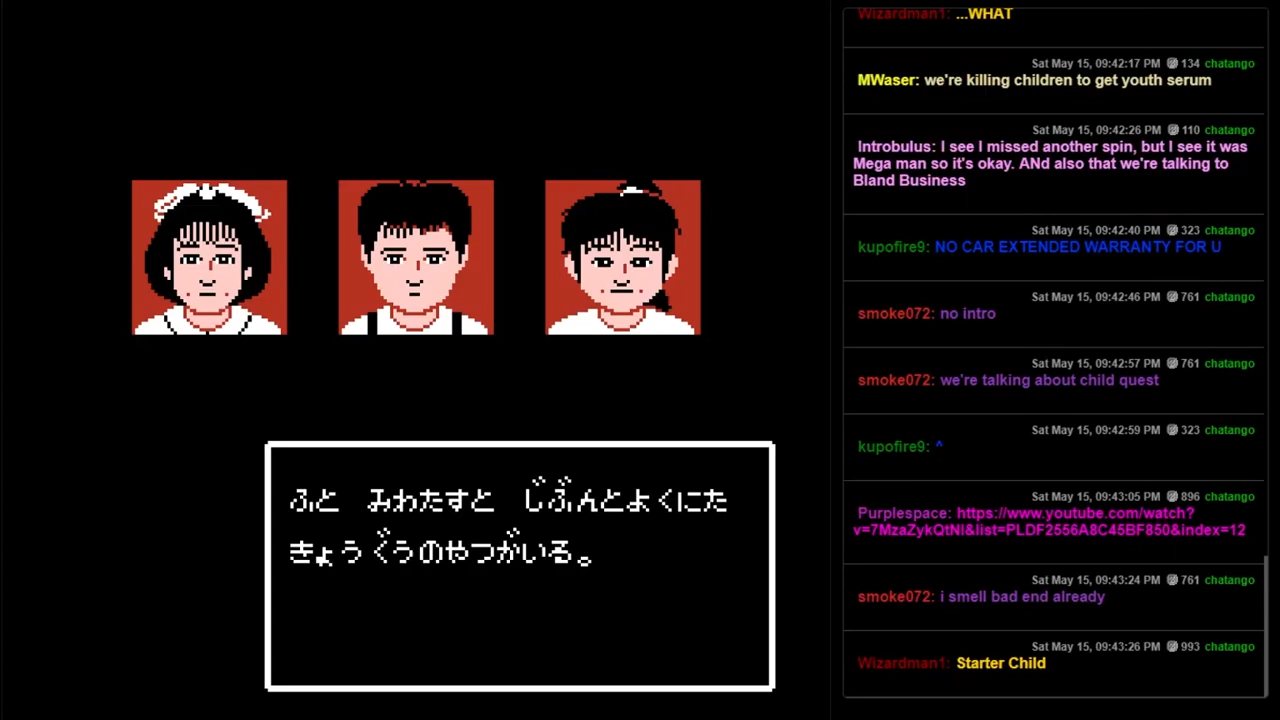 ふと みわたすと じぶんとよくにた
きょうぐうのやつがいる。
Wizardman1: ...WHAT
Sat May 15, 09:42:17 PM 134 chatango
MWaser: we're killing children to get youth serum
Sat May 15, 09:42:26 PM 110 chatango
Introbulus: I see I missed another spin, but I see it was
Mega man so it's okay. ANd also that we're talking to
Bland Business
Sat May 15, 09:42:40 PM 323 chatango
kupofire9: NO CAR EXTENDED WARRANTY FOR U
Sat May 15, 09:42:46 PM 761 chatango
smoke072: no intro
Sat May 15, 09:42:57 PM 761 chatango
smoke072: we're talking about child quest
Sat May 15, 09:42:59 PM 323 chatango
kupofire9: ^
Sat May 15, 09:43:05 PM 896 chatango
Purplespace: https://www.youtube.com/watch?
v=7MzaZykQtNI&list=PLDF2556A8C45BF850&index=12
Sat May 15, 09:43:24 PM 761 chatango
smoke072: i smell bad end already
Sat May 15, 09:43:26 PM 993 chatango
Wizardman1: Starter Child